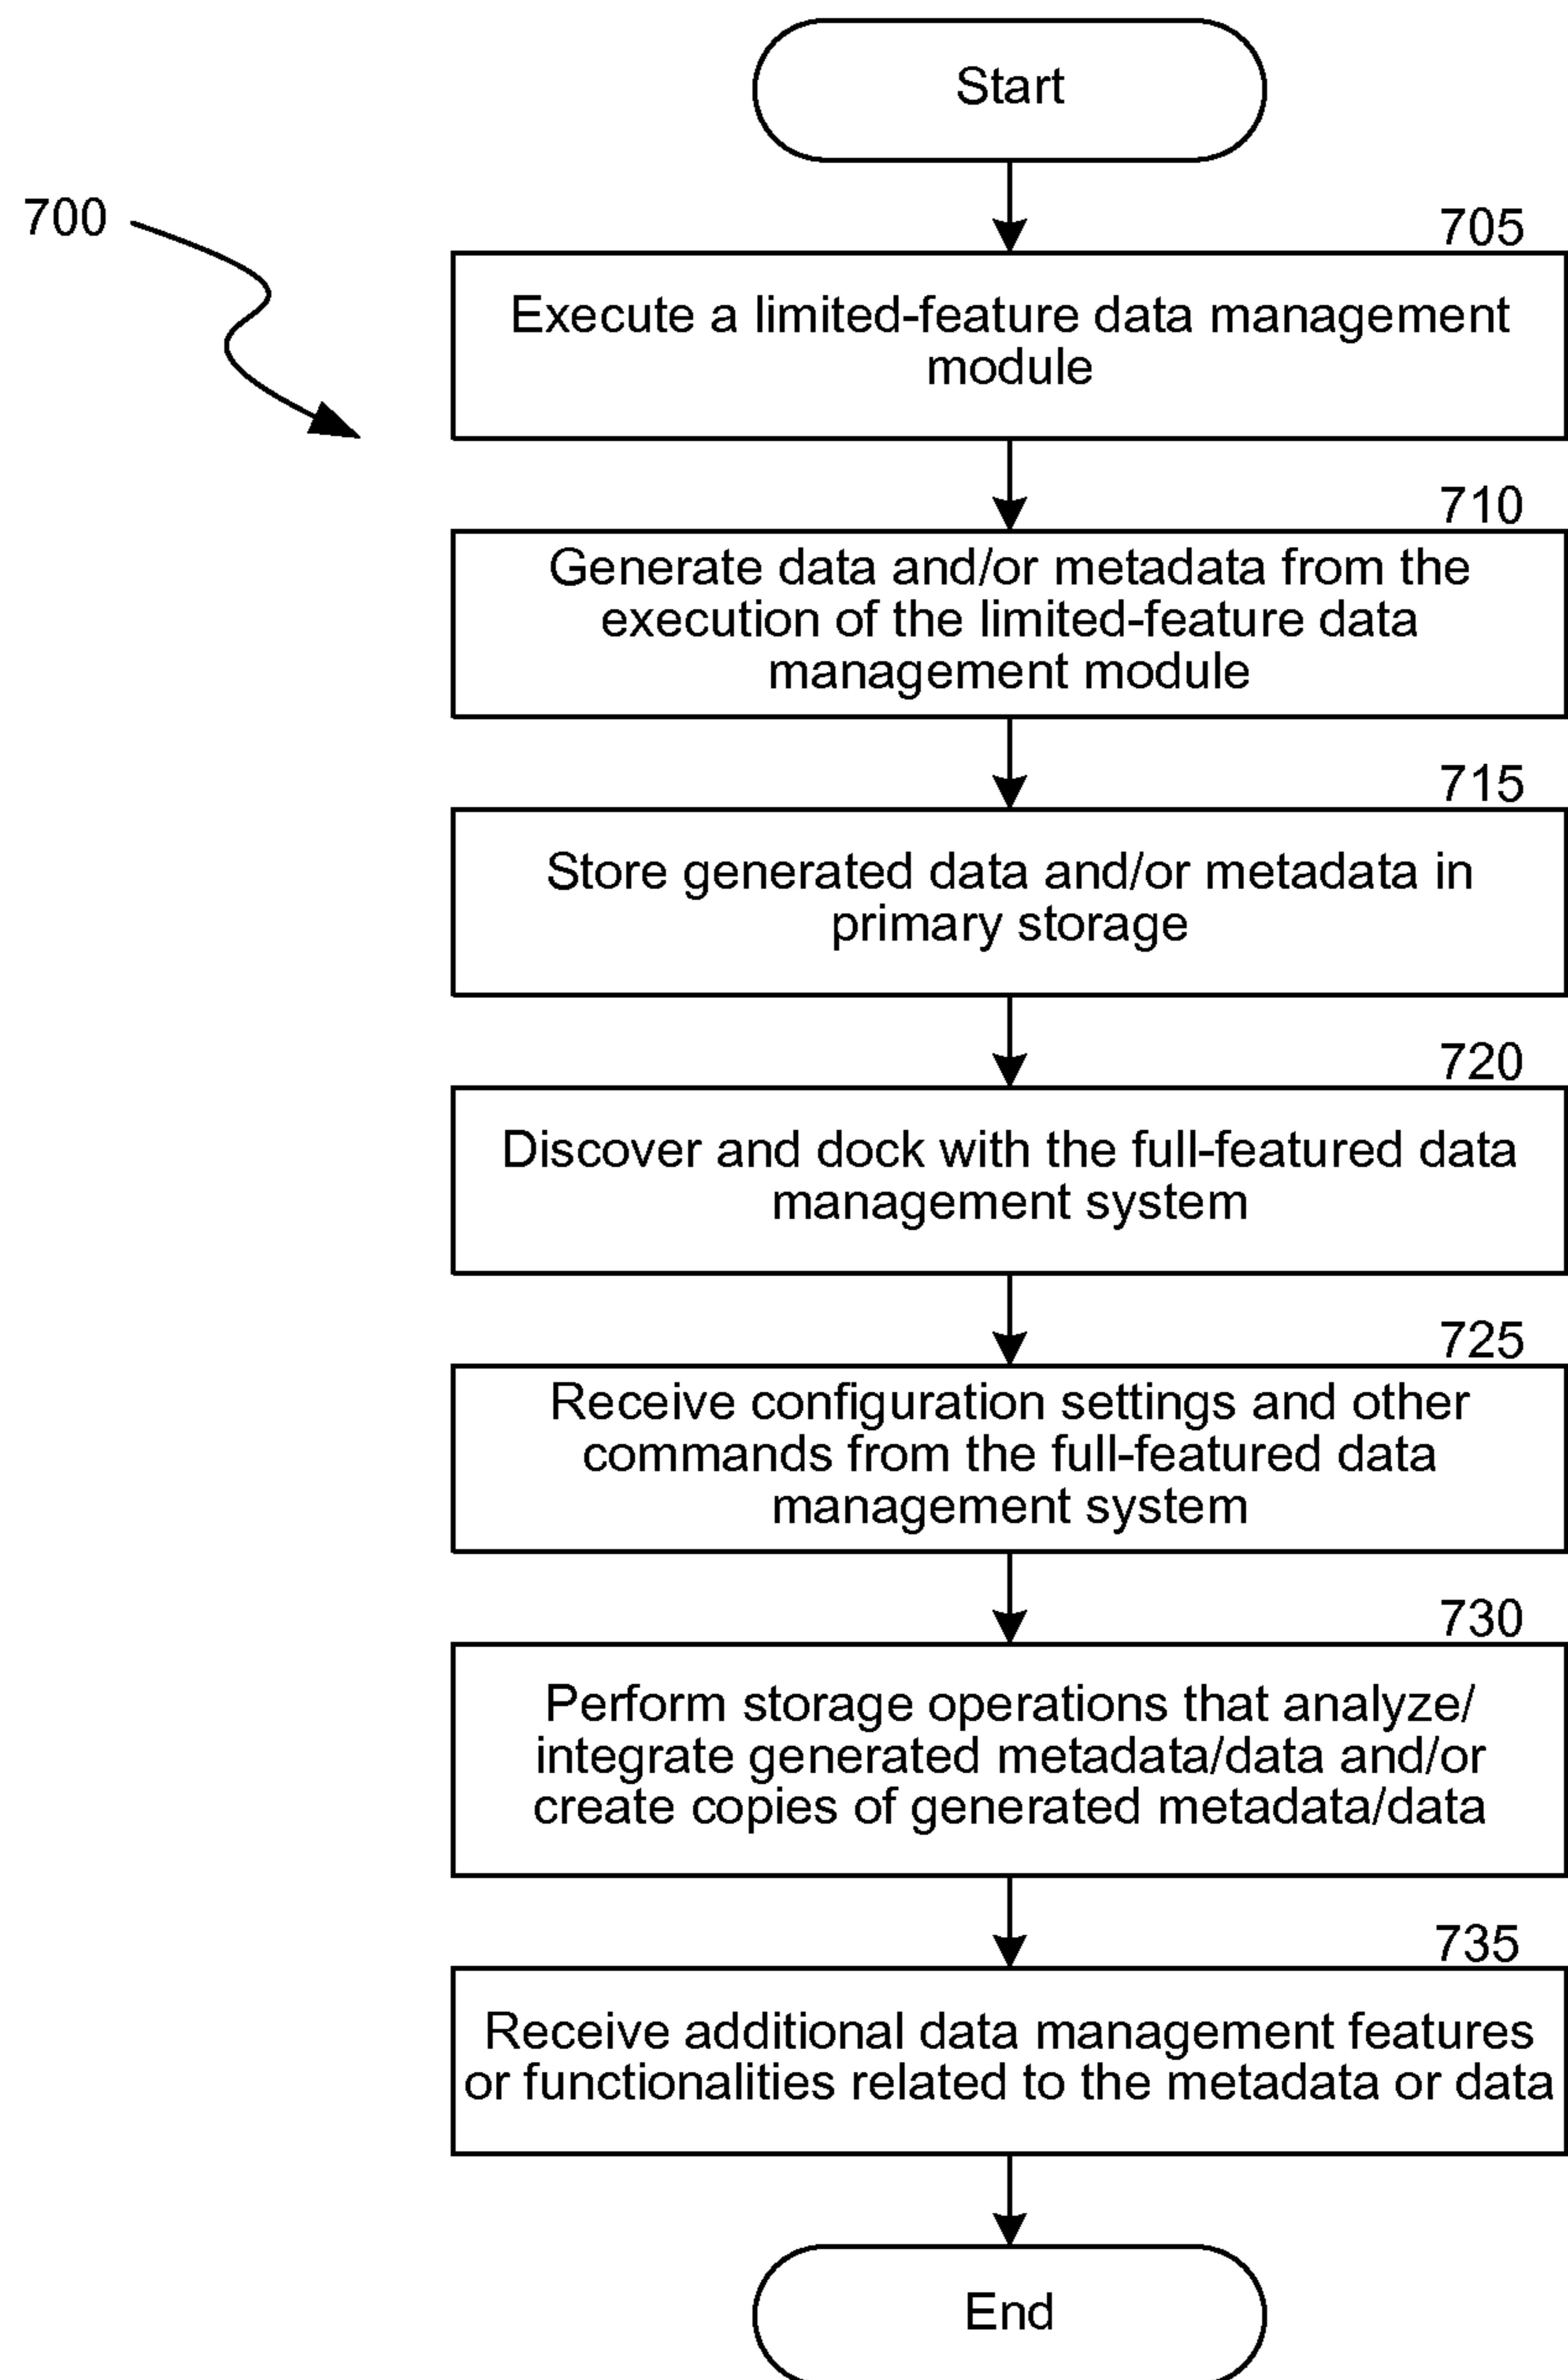 Start
700
705
Execute a limited-feature data management
module
710
Generate data and/or metadata from the
execution of the limited-feature data
management module
715
Store generated data and/or metadata in
primary storage
720
Discover and dock with the full-featured data
management system
725
Receive configuration settings and other
commands from the full-featured data
management system
730
Perform storage operations that analyze/
integrate generated metadata/data and/or
create copies of generated metadata/data
735
Receive additional data management features
or functionalities related to the metadata or data
End